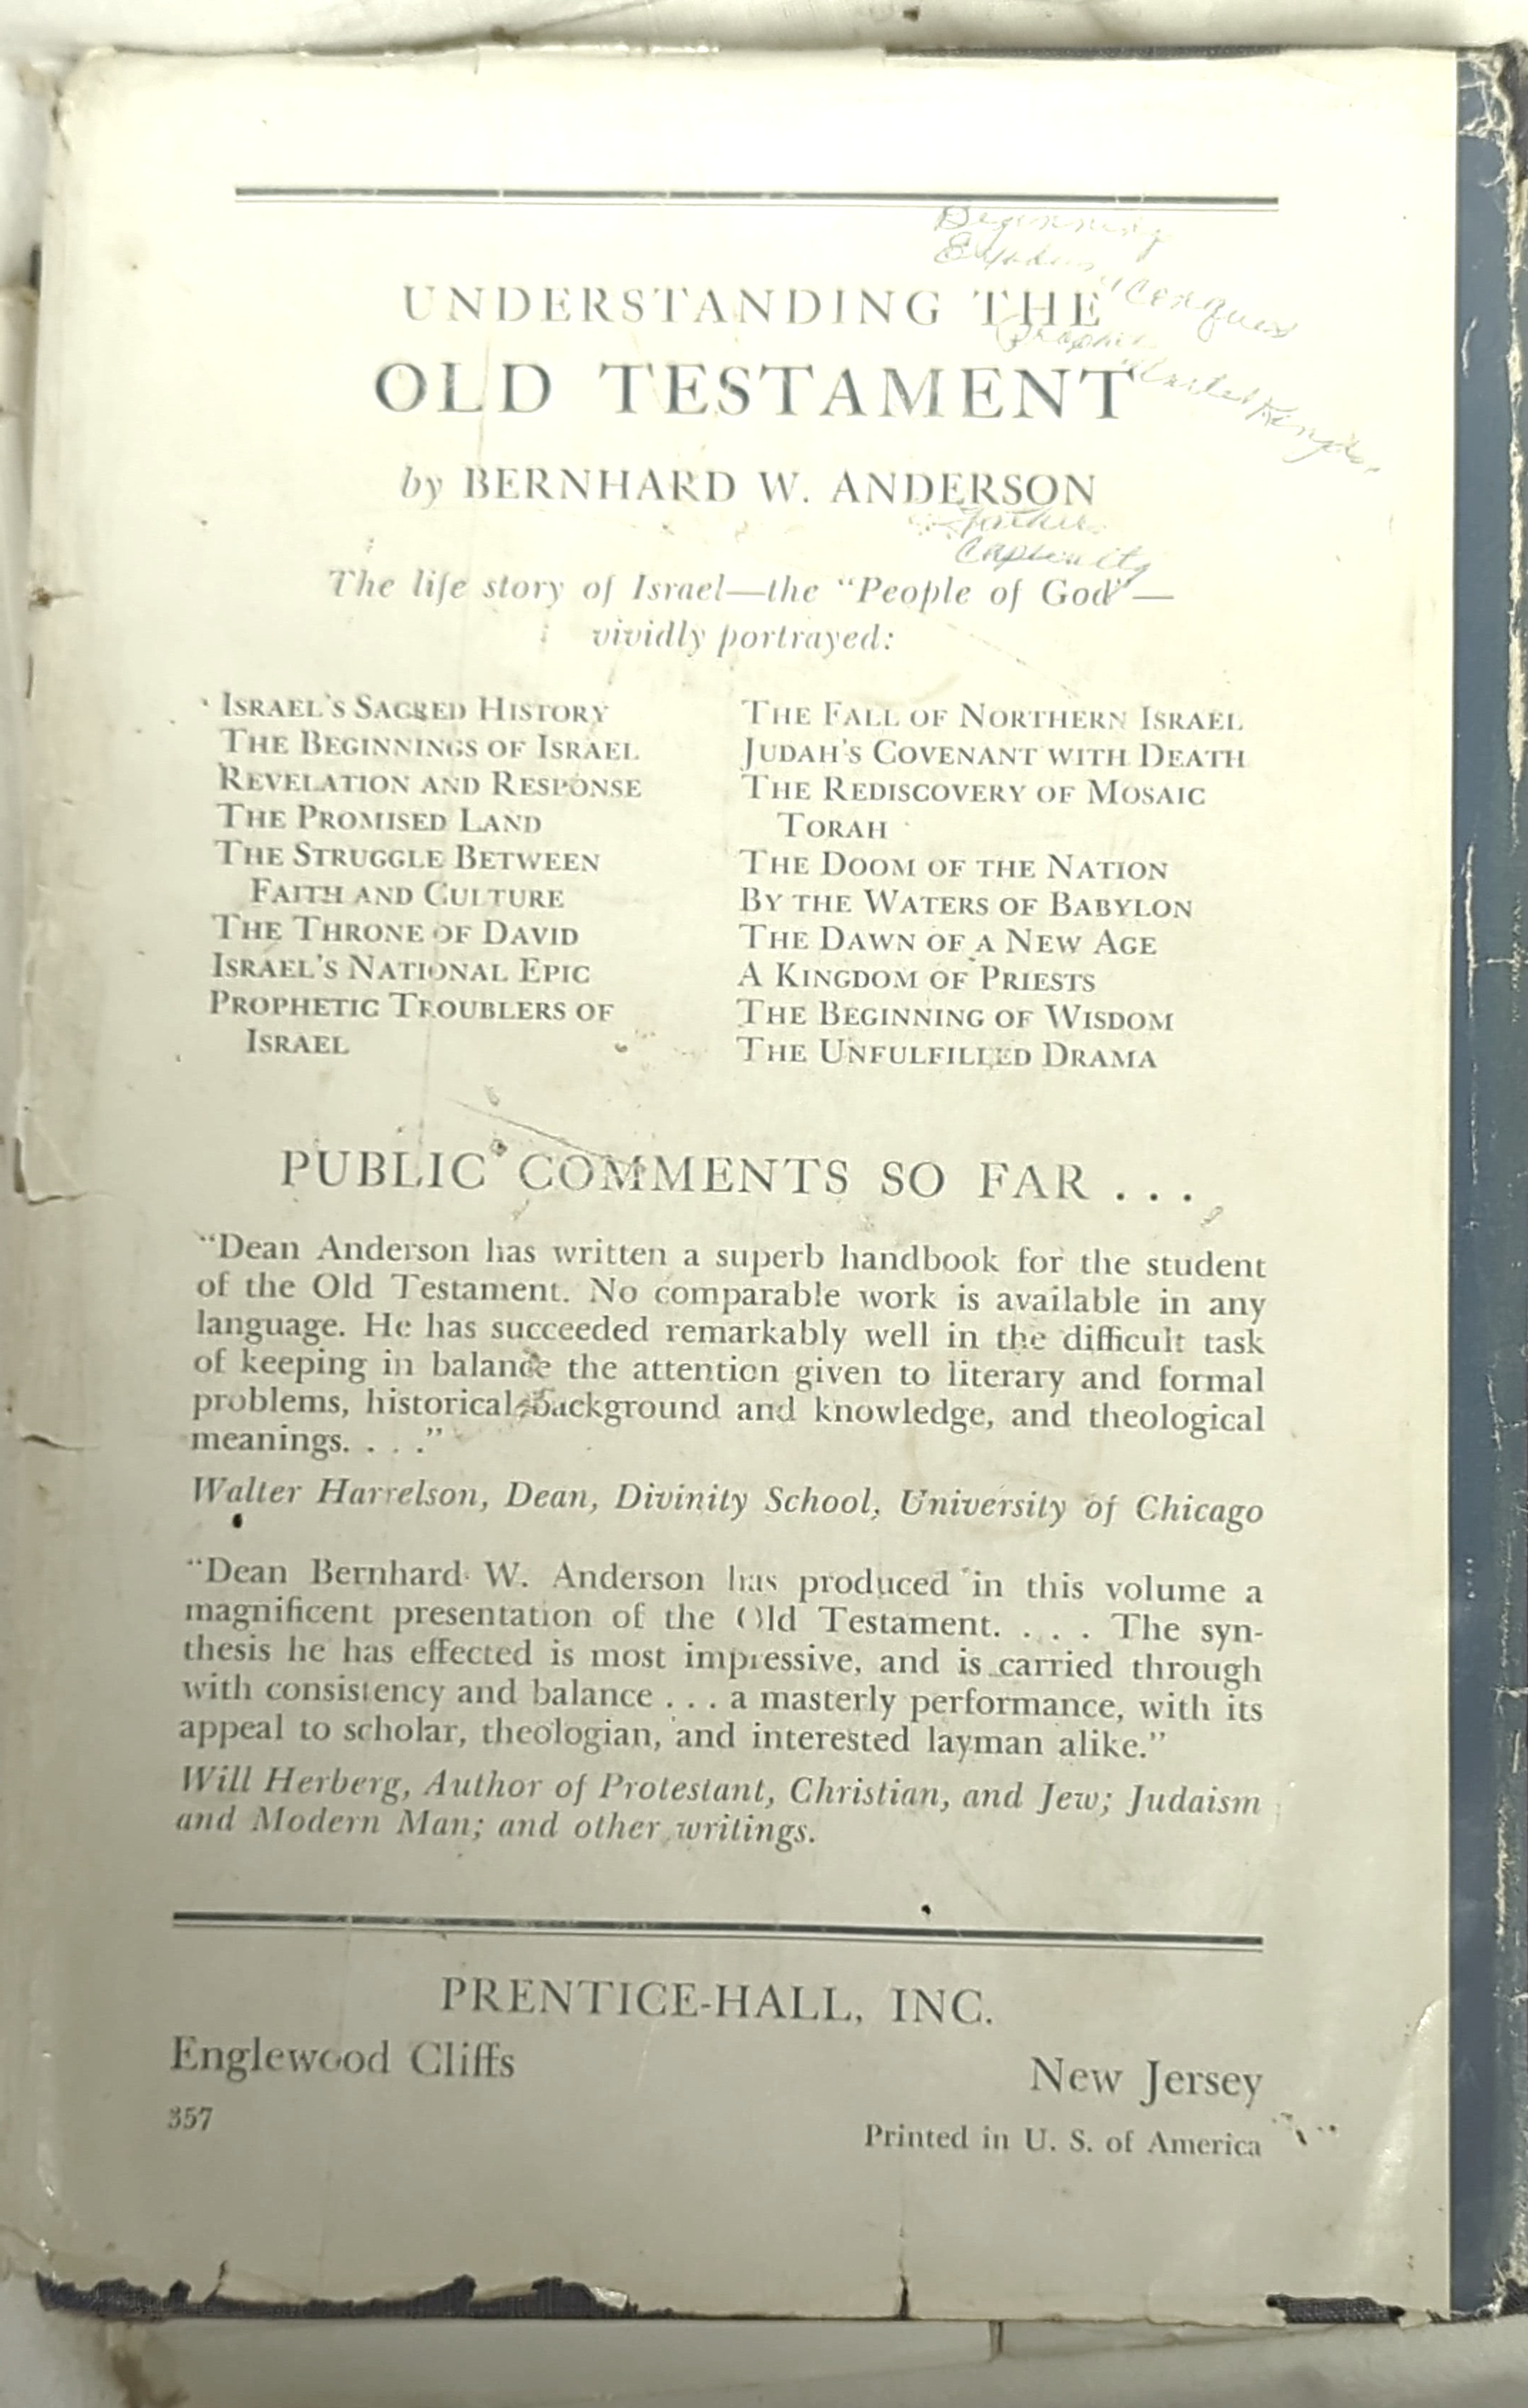 Beginning
Exodus
Conquest
UNDERSTANDING THE
United Kingdom
OLD TESTAMENT
by BERNHARD W. ANDERSON
Captivity
The life story of Israel—the “People of God”—
vividly portrayed:
ISRAEL'S SACRED HISTORY
THE BEGINNINGS OF ISRAEL
REVELATION AND RESPONSE
THE PROMISED LAND
THE STRUGGLE BETWEEN
FAITH AND CULTURE
THE THRONE OF DAVID
ISRAEL'S NATIONAL EPIC
PROPHETIC TROUBLERS OF
ISRAEL
THE FALL OF NORTHERN ISRAEL
JUDAH'S COVENANT WITH DEATH
THE REDISCOVERY OF MOSAIC
TORAH
THE DOOM OF THE NATION
BY THE WATERS OF BABYLON
THE DAWN OF A NEW AGE
A KINGDOM OF PRIESTS
THE BEGINNING OF WISDOM
THE UNFULFILLED DRAMA
PUBLIC COMMENTS SO FAR . . .
“Dean Anderson has written a superb handbook for the student
of the Old Testament. No comparable work is available in any
language. He has succeeded remarkably well in the difficult task
of keeping in balance the attention given to literary and formal
problems, historical background and knowledge, and theological
meanings. . . .”
Walter Harrelson, Dean, Divinity School, University of Chicago
“Dean Bernhard W. Anderson has produced in this volume a
magnificent presentation of the Old Testament. . . . The syn-
thesis he has effected is most impressive, and is carried through
with consistency and balance . . . a masterly performance, with its
appeal to scholar, theologian, and interested layman alike.”
Will Herberg, Author of Protestant, Christian, and Jew; Judaism
and Modern Man; and other writings.
PRENTICE-HALL, INC.
Englewood Cliffs
New Jersey
357
Printed in U. S. of America